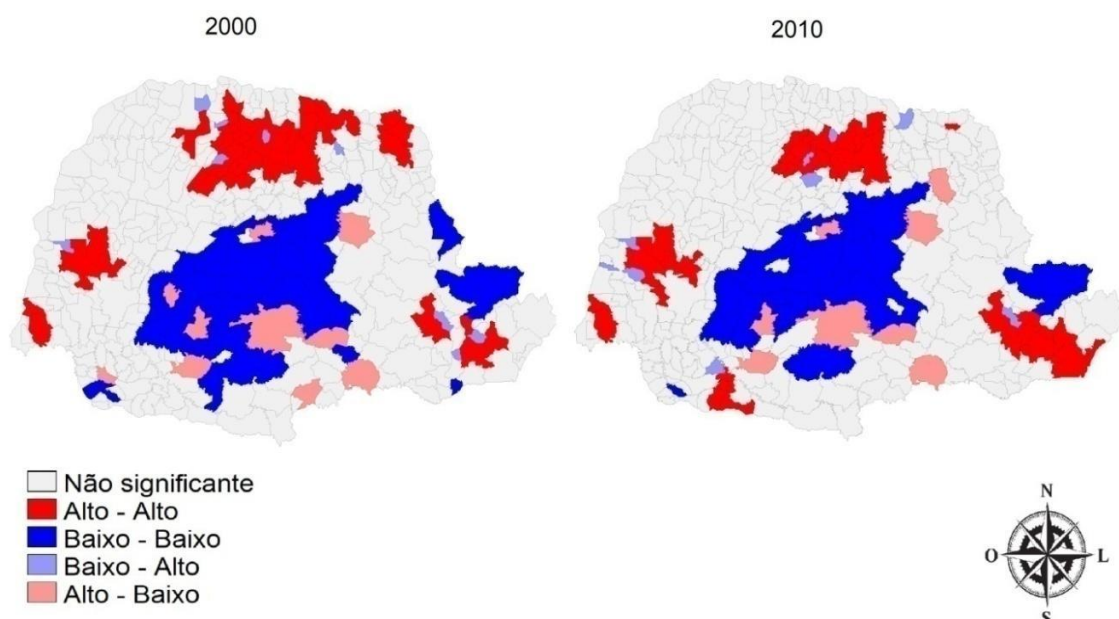 2000
2010
Não significante
Alto - Alto
Baixo - Baixo
Baixo - Alto
Alto - Baixo
N
O
L
S